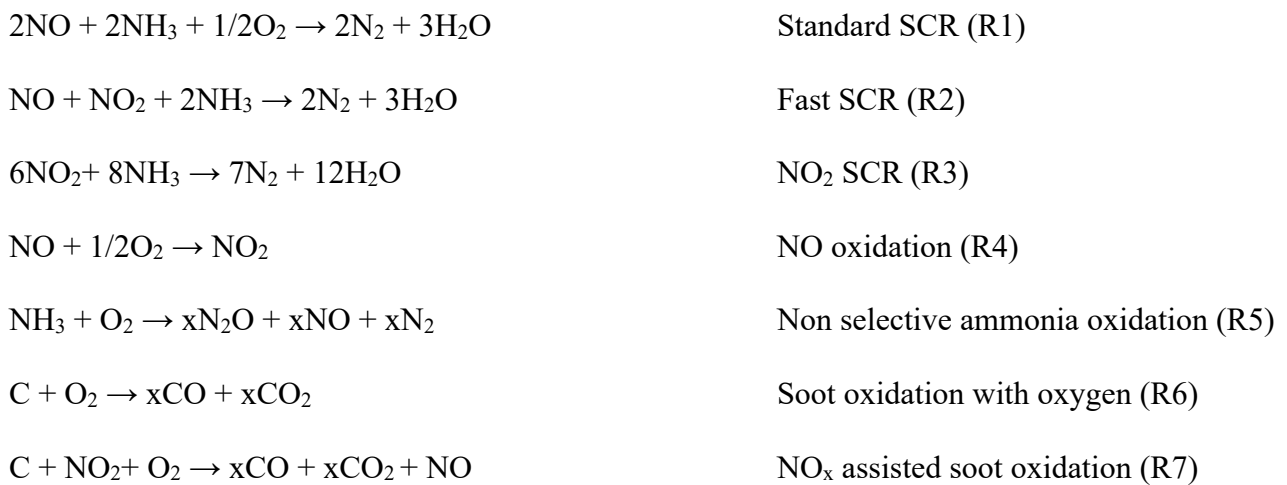 2NO + 2NH₃ + 1/2O₂ → 2N₂ + 3H₂O Standard SCR (R1)
NO + NO₂ + 2NH₃ → 2N₂ + 3H₂O Fast SCR (R2)
6NO₂+ 8NH₃ → 7N₂ + 12H₂O NO₂ SCR (R3)
NO + 1/2O₂ → NO₂ NO oxidation (R4)
NH₃ + O₂ → xN₂O + xNO + xN₂ Non selective ammonia oxidation (R5)
C + O₂ → xCO + xCO₂ Soot oxidation with oxygen (R6)
C + NO₂+ O₂ → xCO + xCO₂ + NO NOₓ assisted soot oxidation (R7)